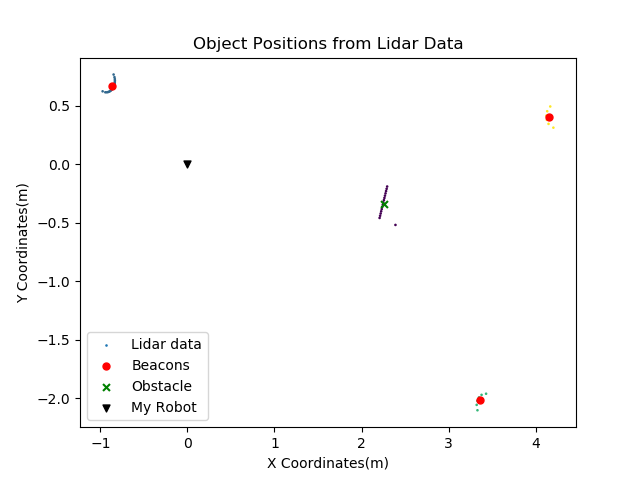 Object Positions from Lidar Data
Y Coordinates(m)
0.5
0.0
−0.5
−1.0
−1.5
−2.0
Lidar data
Beacons
Obstacle
My Robot
−1
0
1
2
3
4
X Coordinates(m)